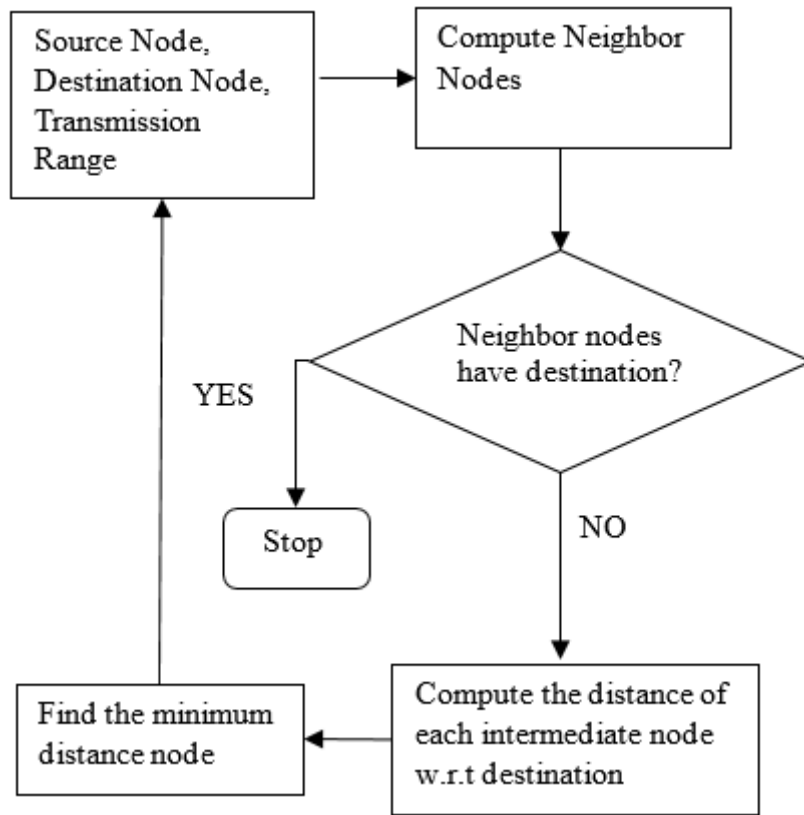 Source Node,
Destination Node,
Transmission
Range
Compute Neighbor
Nodes
Neighbor nodes
have destination?
YES
Stop
NO
Compute the distance of
each intermediate node
w.r.t destination
Find the minimum
distance node